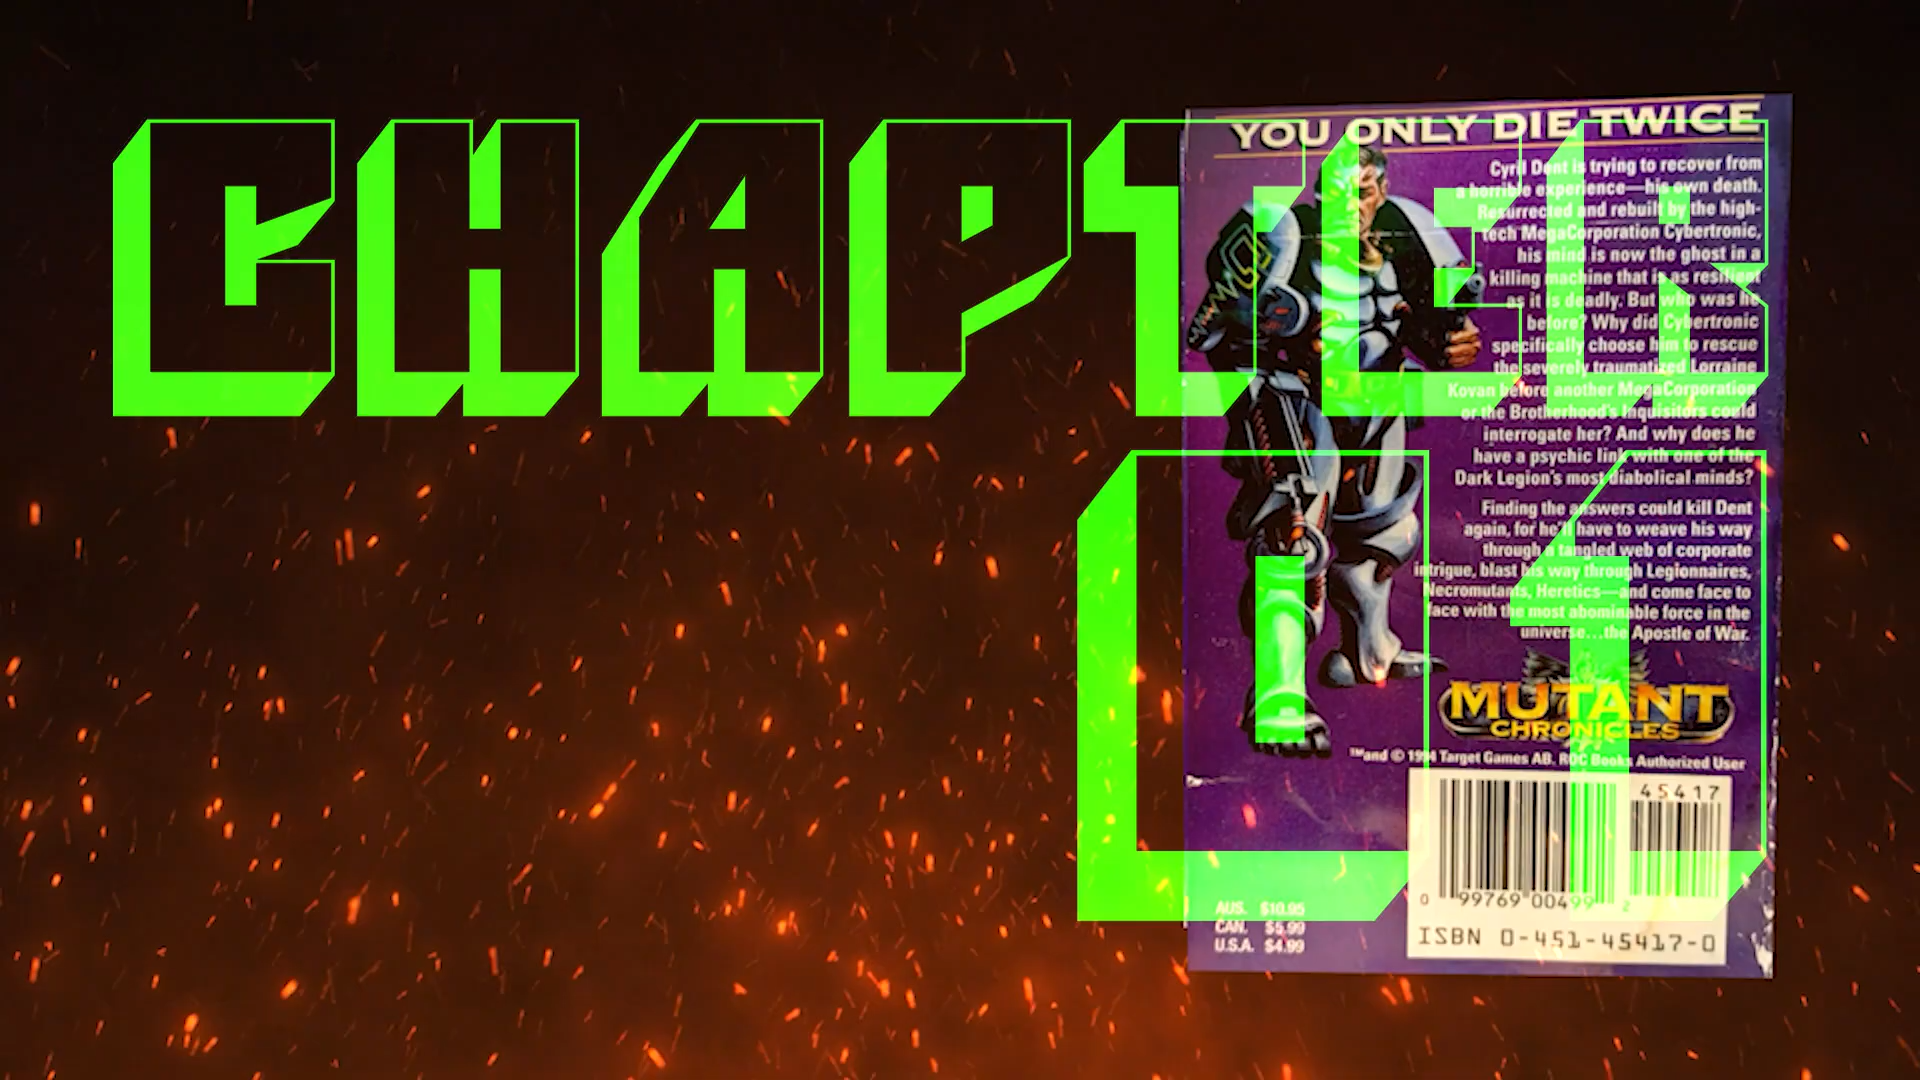 CHAPTER
01
YOU ONLY DIE TWICE
Cyril Dent is trying to recover from
a horrible experience—his own death.
Resurrected and rebuilt by the high-
tech MegaCorporation Cybertronic,
his mind is now the ghost in a
killing machine that is as resilient
as it is deadly. But who was he
before? Why did Cybertronic
specifically choose him to rescue
the severely traumatized Lorraine
Kovan before another MegaCorporation
or the Brotherhood's Inquisitors could
interrogate her? And why does he
have a psychic link with one of the
Dark Legion's most diabolical minds?
Finding the answers could kill Dent
again, for he'll have to weave his way
through a tangled web of corporate
intrigue, blast his way through Legionnaires,
Necromutants, Heretics—and come face to
face with the most abominable force in the
universe...the Apostle of War.
MUTANT
CHRONICLES
™and © 1994 Target Games AB. ROC Books Authorized User
45417
0 99769 00499 2
ISBN 0-451-45417-0
AUS. $10.95
CAN. $5.99
U.S.A. $4.99